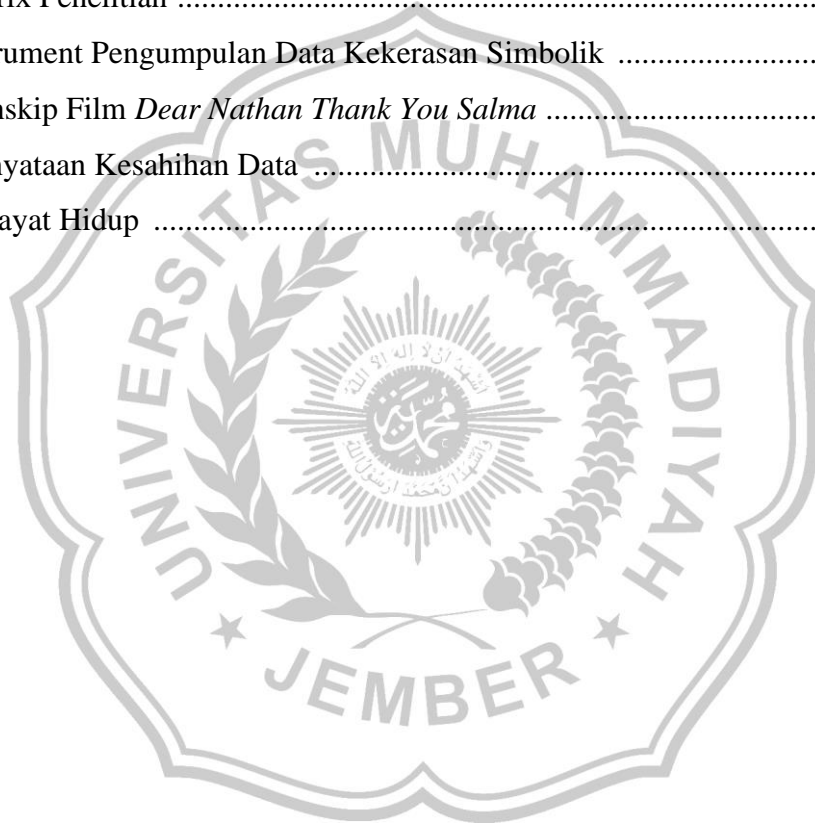 rix Penelitian ........................................................................................
rument Pengumpulan Data Kekerasan Simbolik ..........................
nskip Film Dear Nathan Thank You Salma ...................................
nyataan Kesahihan Data ..................................................................
ayat Hidup ........................................................................................
UNIVERSITAS MUHAMMADIYAH
JEMBER